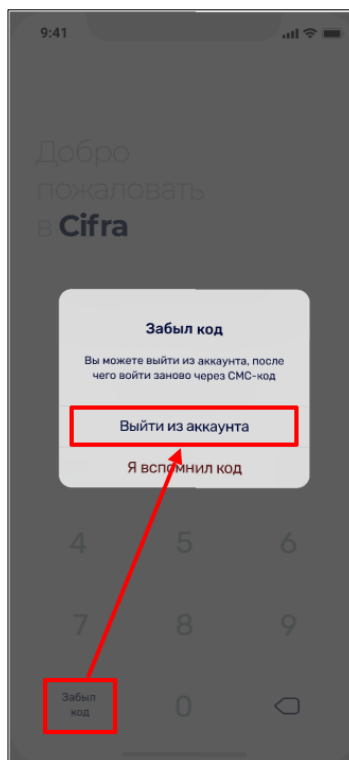 9:41
Добро
пожаловать
в Cifra
Забыл код
Вы можете выйти из аккаунта, после
чего войти заново через СМС-код
Выйти из аккаунта
Я вспомнил код
4 5 6
7 8 9
Забыл
код
0